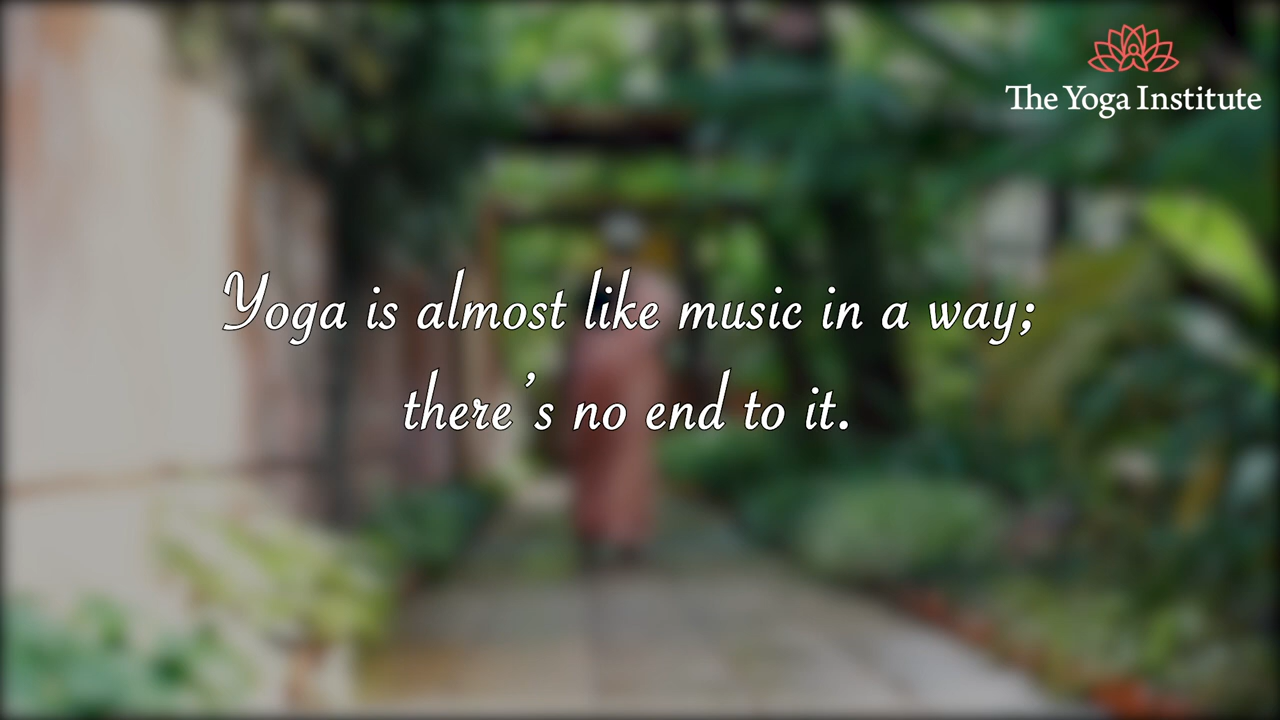 The Yoga Institute
Yoga is almost like music in a way;
there's no end to it.